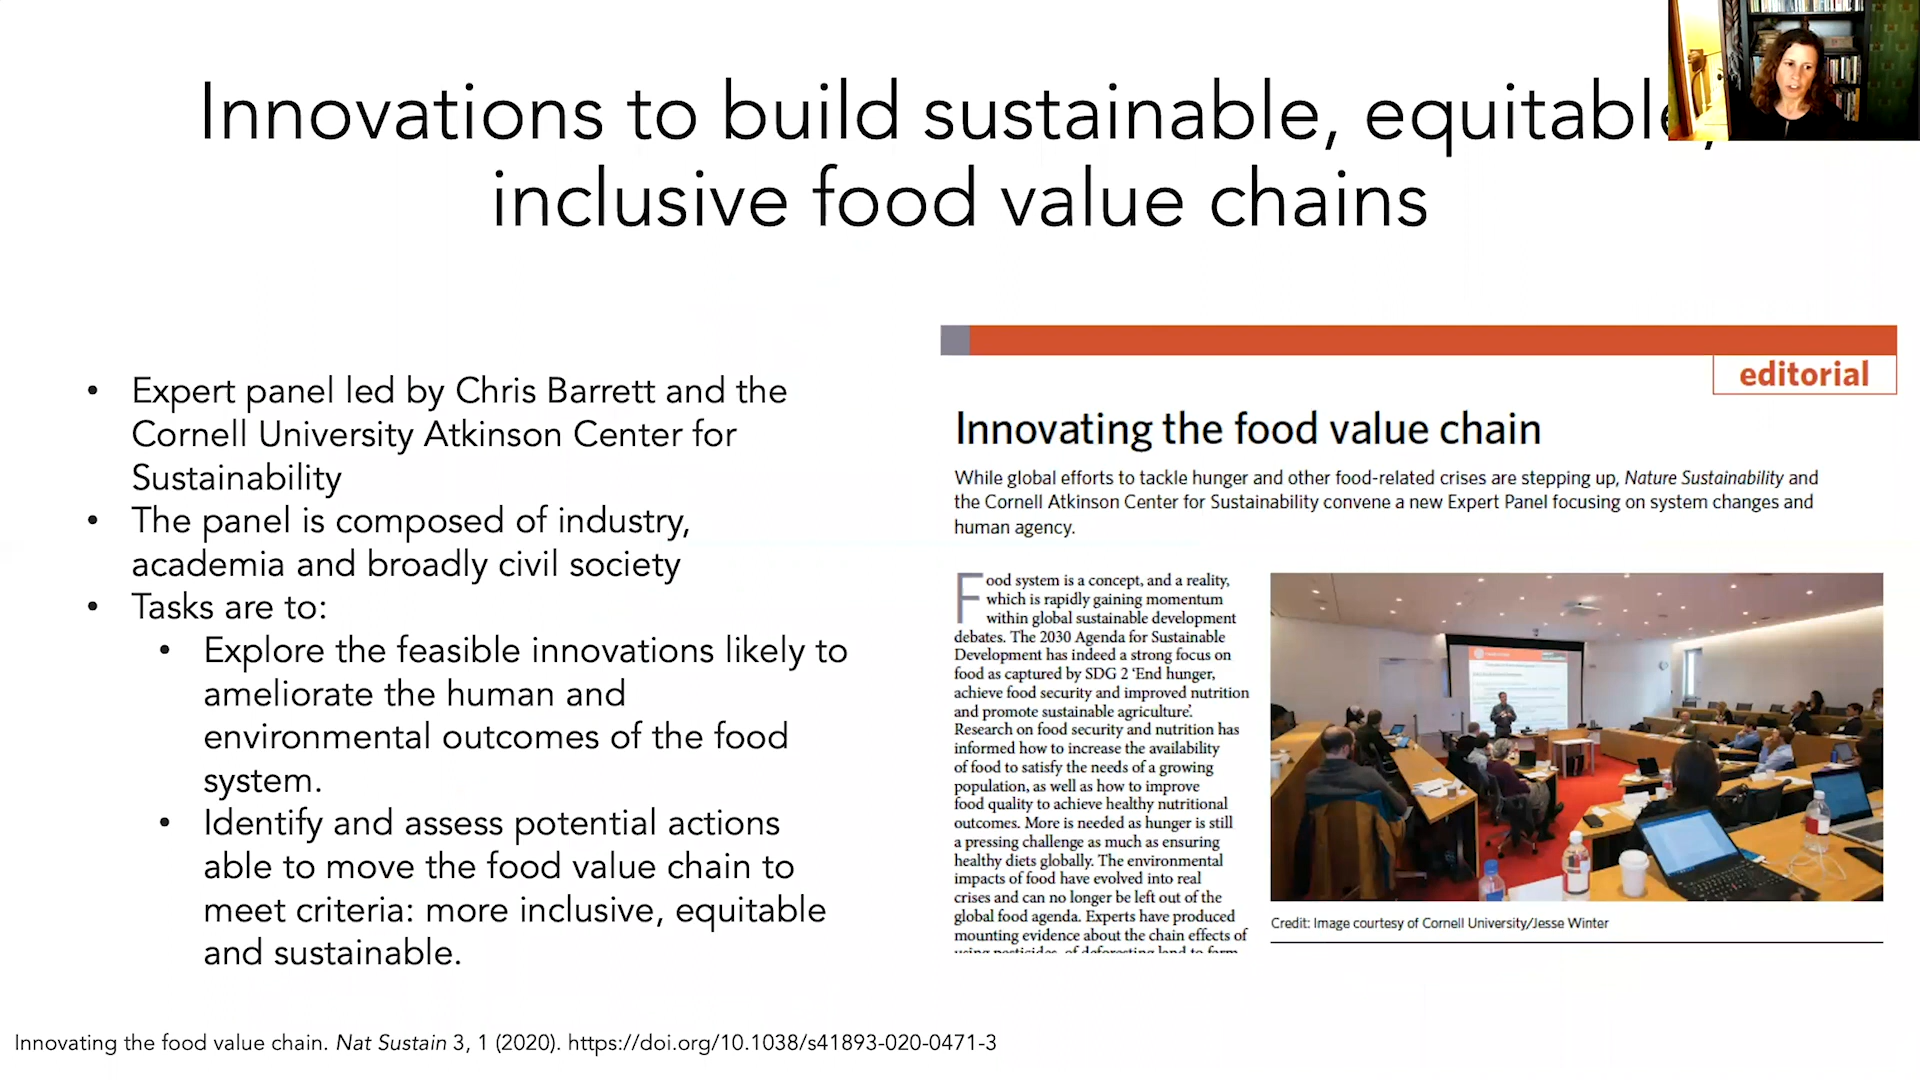 Innovations to build sustainable, equitable,
inclusive food value chains
• Expert panel led by Chris Barrett and the
Cornell University Atkinson Center for
Sustainability
• The panel is composed of industry,
academia and broadly civil society
• Tasks are to:
• Explore the feasible innovations likely to
ameliorate the human and
environmental outcomes of the food
system.
• Identify and assess potential actions
able to move the food value chain to
meet criteria: more inclusive, equitable
and sustainable.
editorial
Innovating the food value chain
While global efforts to tackle hunger and other food-related crises are stepping up, Nature Sustainability and
the Cornell Atkinson Center for Sustainability convene a new Expert Panel focusing on system changes and
human agency.
Food system is a concept, and a reality,
which is rapidly gaining momentum
within global sustainable development
debates. The 2030 Agenda for Sustainable
Development has indeed a strong focus on
food as captured by SDG 2 ‘End hunger,
achieve food security and improved nutrition
and promote sustainable agriculture’.
Research on food security and nutrition has
informed how to increase the availability
of food to satisfy the needs of a growing
population, as well as how to improve
food quality to achieve healthy nutritional
outcomes. More is needed as hunger is still
a pressing challenge as much as ensuring
healthy diets globally. The environmental
impacts of food have evolved into real
crises and can no longer be left out of the
global food agenda. Experts have produced
mounting evidence about the chain effects of
using pesticides, of deforesting land to farm
Credit: Image courtesy of Cornell University/Jesse Winter
Innovating the food value chain. Nat Sustain 3, 1 (2020). https://doi.org/10.1038/s41893-020-0471-3